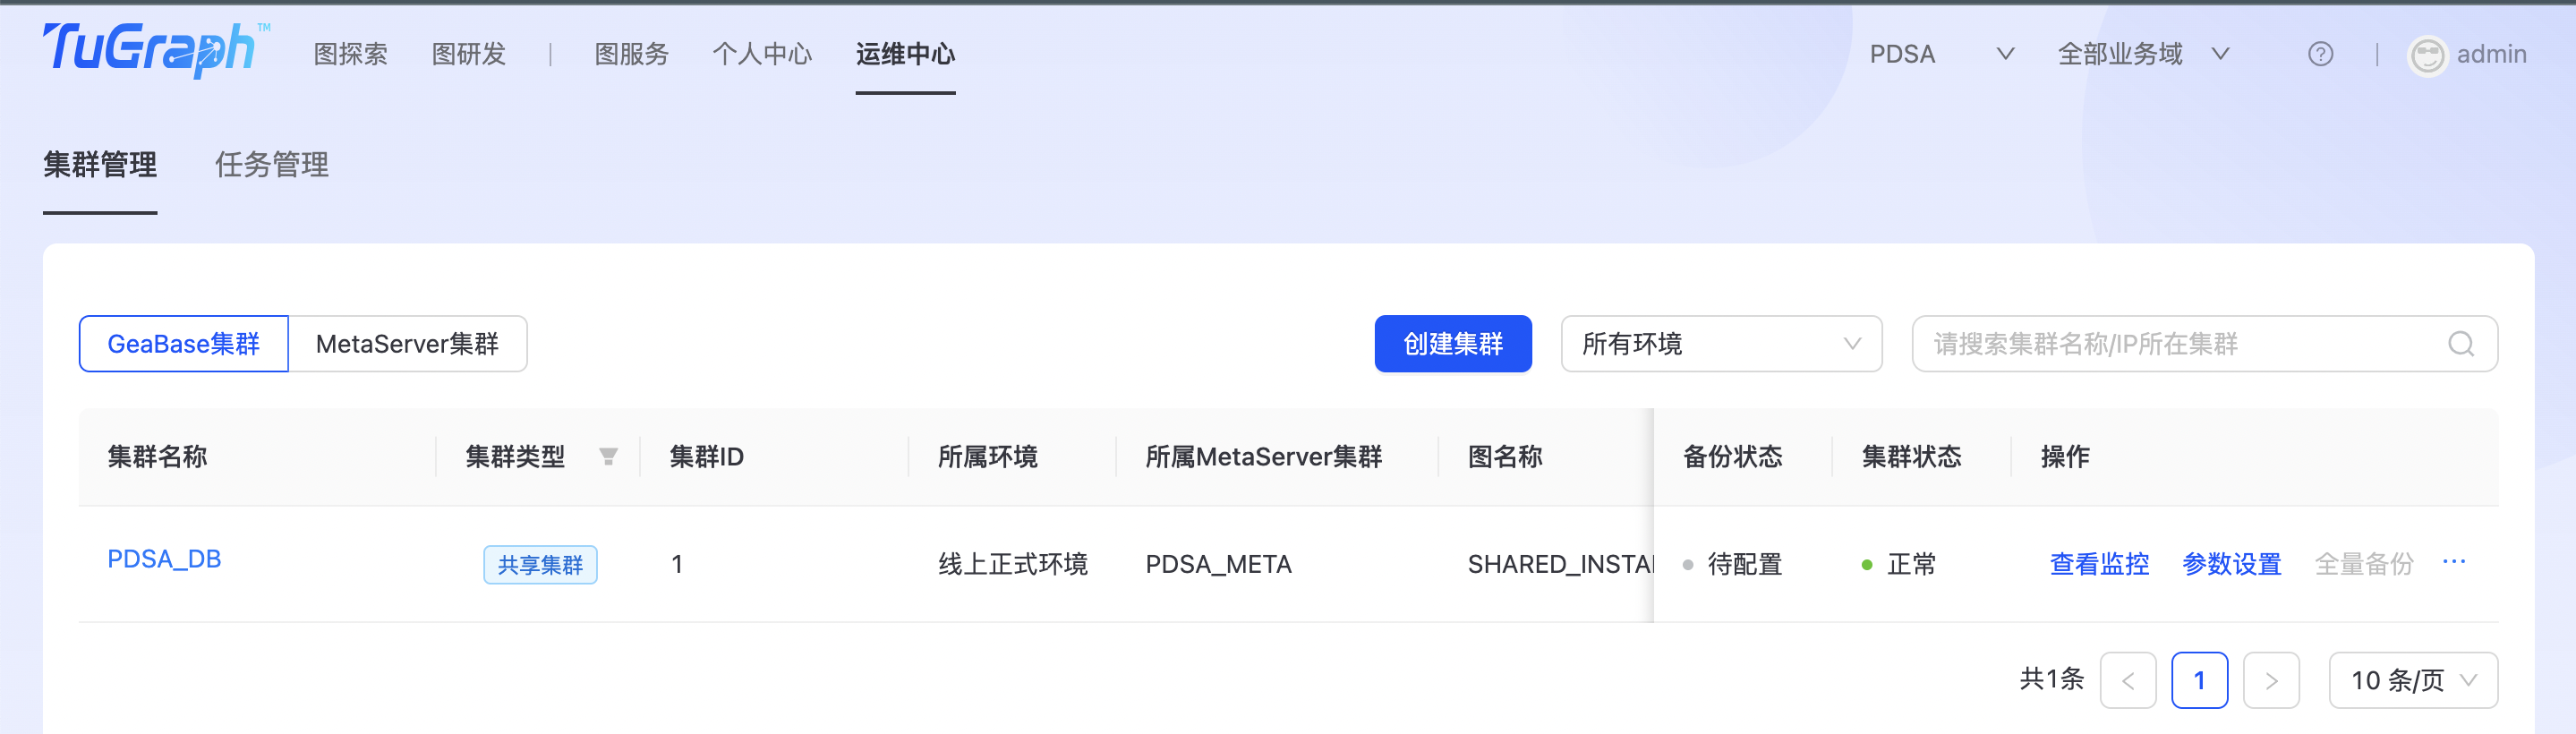 TuGraph™ 图探索 图研发 | 图服务 个人中心 运维中心 PDSA 全部业务域 ? | admin
集群管理 任务管理
GeaBase集群 MetaServer集群 创建集群 所有环境 请搜索集群名称/IP所在集群
集群名称 集群类型 集群ID 所属环境 所属MetaServer集群 图名称 备份状态 集群状态 操作
PDSA_DB 共享集群 1 线上正式环境 PDSA_META SHARED_INSTA 待配置 正常 查看监控 参数设置 全量备份 ···
共1条 < 1 > 10 条/页